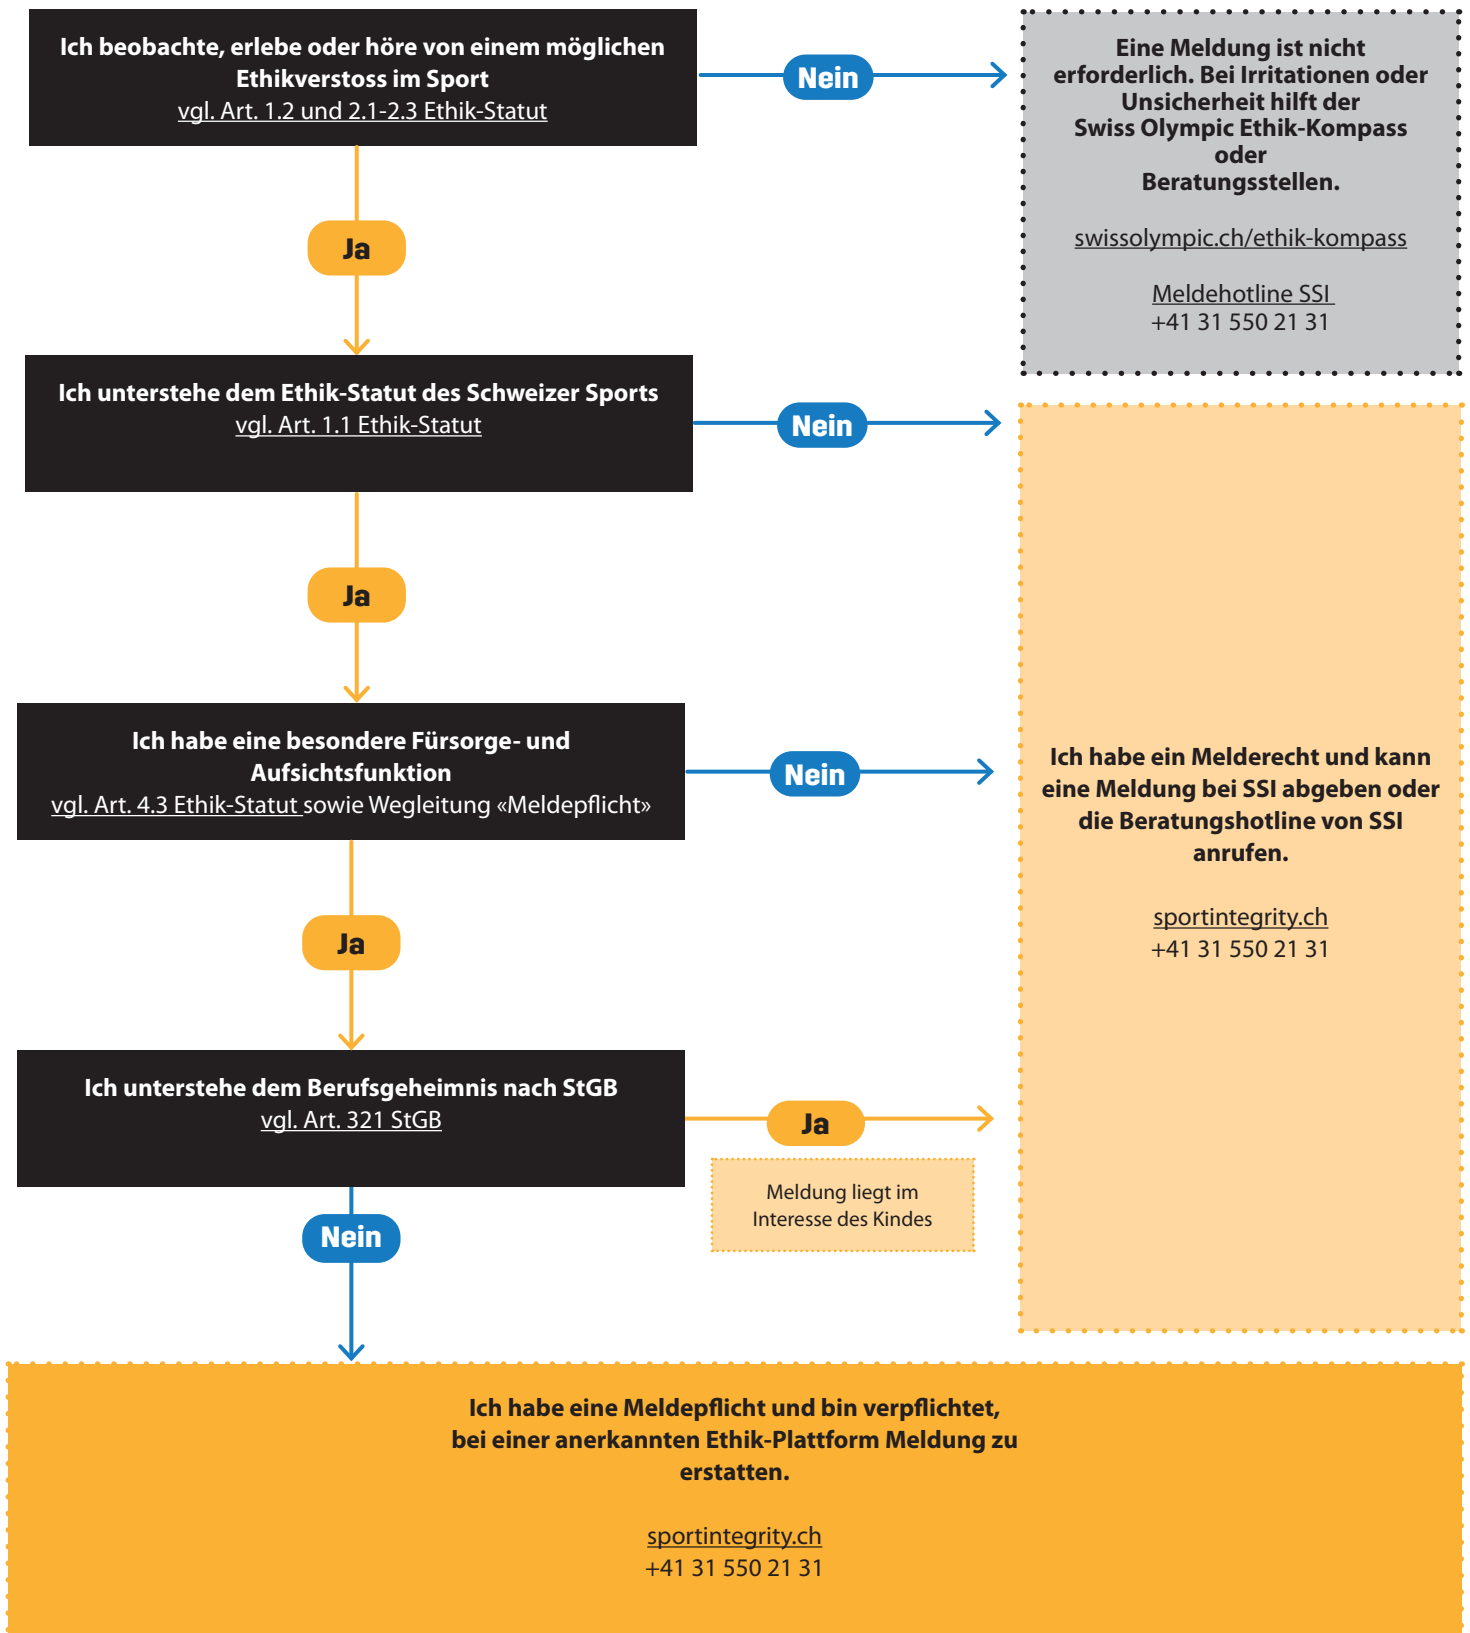 Ich beobachte, erlebe oder höre von einem möglichen
Ethikverstoss im Sport
vgl. Art. 1.2 und 2.1-2.3 Ethik-Statut
Nein
Eine Meldung ist nicht
erforderlich. Bei Irritationen oder
Unsicherheit hilft der
Swiss Olympic Ethik-Kompass
oder
Beratungsstellen.
swissolympic.ch/ethik-kompass
Meldehotline SSI
+41 31 550 21 31
Ja
Ich unterstehe dem Ethik-Statut des Schweizer Sports
vgl. Art. 1.1 Ethik-Statut
Nein
Ja
Ich habe eine besondere Fürsorge- und
Aufsichtsfunktion
vgl. Art. 4.3 Ethik-Statut sowie Wegleitung «Meldepflicht»
Nein
Ich habe ein Melderecht und kann
eine Meldung bei SSI abgeben oder
die Beratungshotline von SSI
anrufen.
sportintegrity.ch
+41 31 550 21 31
Ja
Ich unterstehe dem Berufsgeheimnis nach StGB
vgl. Art. 321 StGB
Ja
Meldung liegt im
Interesse des Kindes
Nein
Ich habe eine Meldepflicht und bin verpflichtet,
bei einer anerkannten Ethik-Plattform Meldung zu
erstatten.
sportintegrity.ch
+41 31 550 21 31